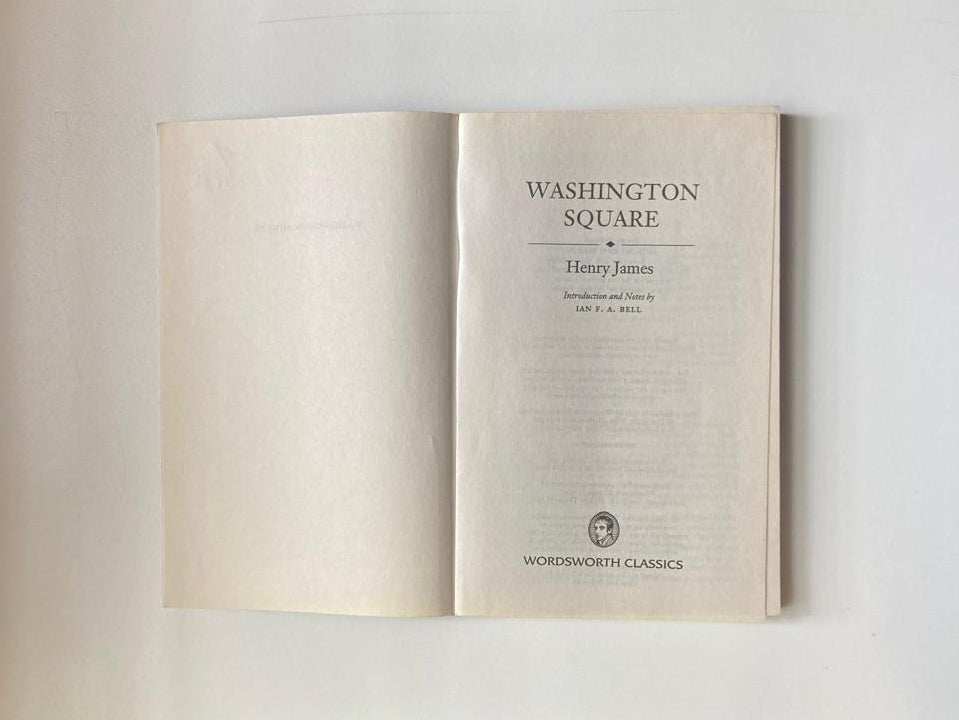 WASHINGTON
SQUARE
Henry James
Introduction and Notes by
IAN F. A. BELL
WORDSWORTH CLASSICS